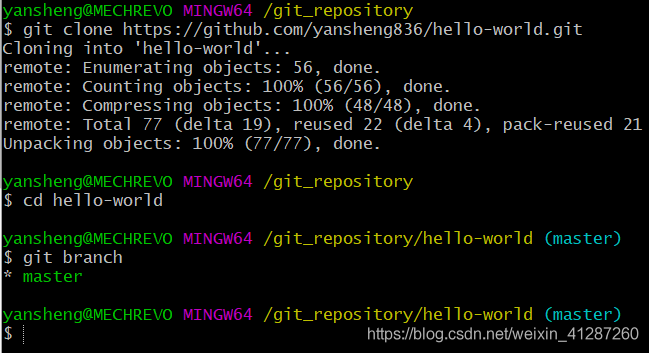 yansheng@MECHREVO MINGW64 /git_repository
$ git clone https://github.com/yansheng836/hello-world.git
Cloning into 'hello-world'...
remote: Enumerating objects: 56, done.
remote: Counting objects: 100% (56/56), done.
remote: Compressing objects: 100% (48/48), done.
remote: Total 77 (delta 19), reused 22 (delta 4), pack-reused 21
Unpacking objects: 100% (77/77), done.
yansheng@MECHREVO MINGW64 /git_repository
$ cd hello-world
yansheng@MECHREVO MINGW64 /git_repository/hello-world (master)
$ git branch
* master
yansheng@MECHREVO MINGW64 /git_repository/hello-world (master)
$
https://blog.csdn.net/weixin_41287260